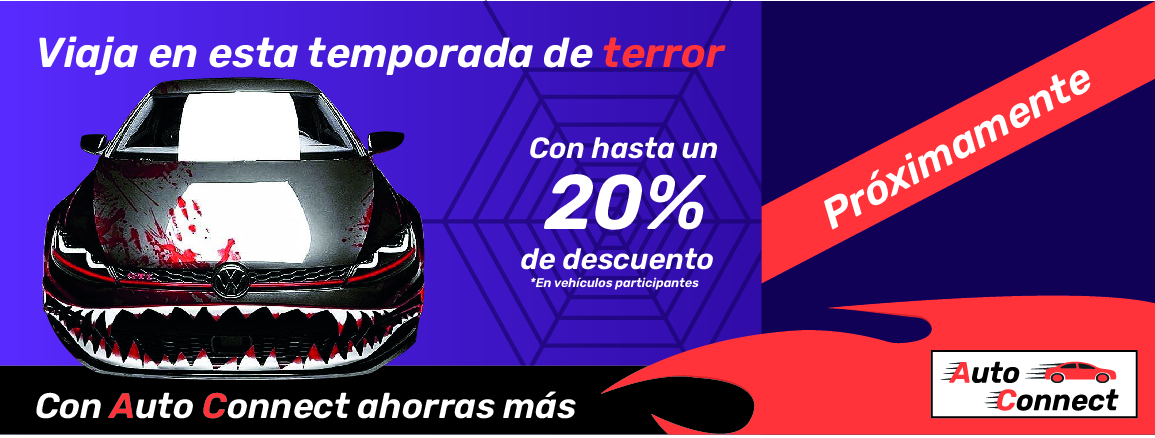 Viaja en esta temporada de terror
Con hasta un
20%
de descuento
*En vehículos participantes
Próximamente
Con Auto Connect ahorras más
Auto
Connect